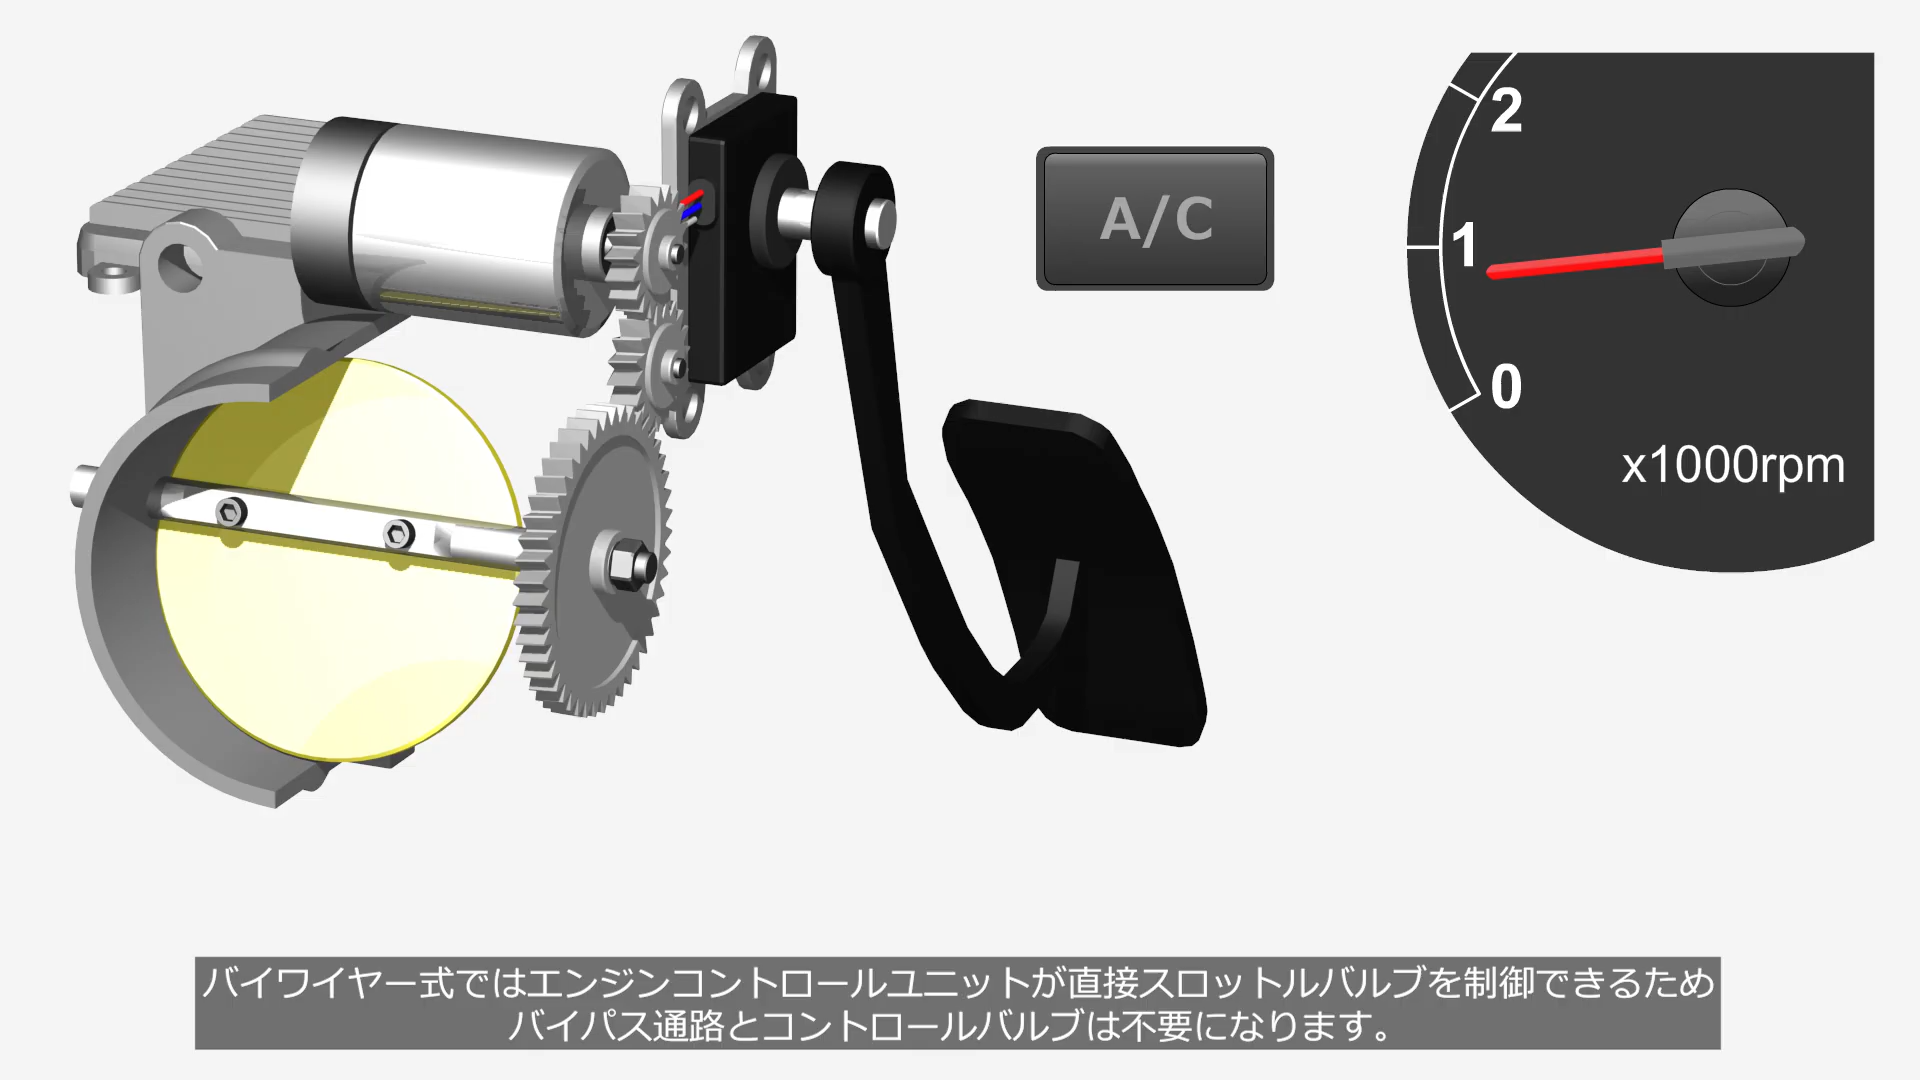 A/C
2
1
0
x1000rpm
バイワイヤー式ではエンジンコントロールユニットが直接スロットルバルブを制御できるため
バイパス通路とコントロールバルブは不要になります。